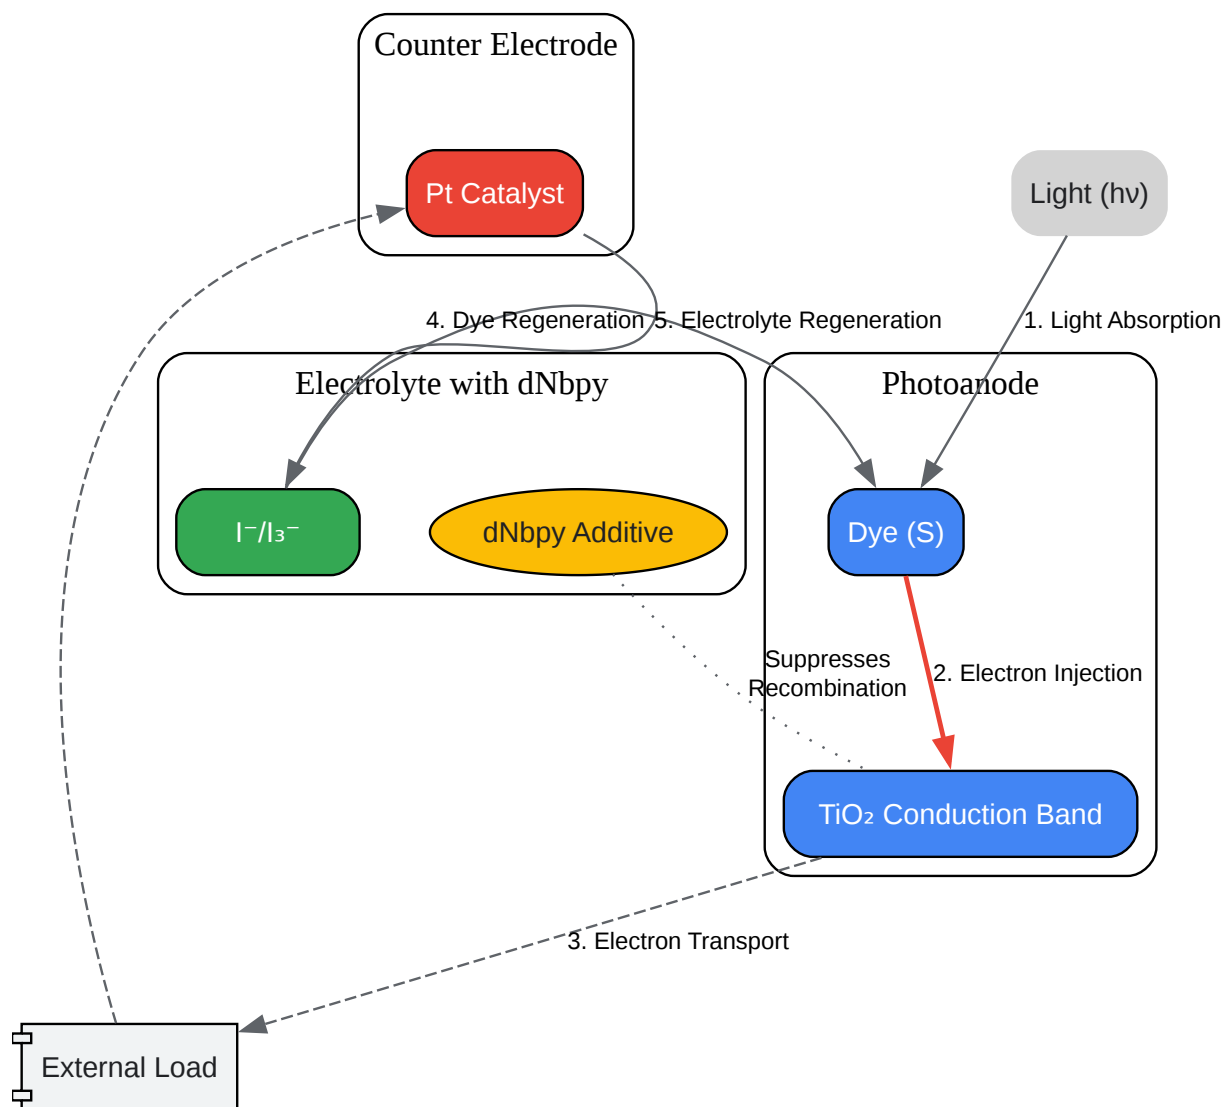 Counter Electrode
Pt Catalyst
Light (hν)
4. Dye Regeneration
5. Electrolyte Regeneration
1. Light Absorption
Electrolyte with dNbpy
Photoanode
I⁻/I₃⁻
dNbpy Additive
Dye (S)
Suppresses
Recombination
2. Electron Injection
TiO₂ Conduction Band
3. Electron Transport
External Load